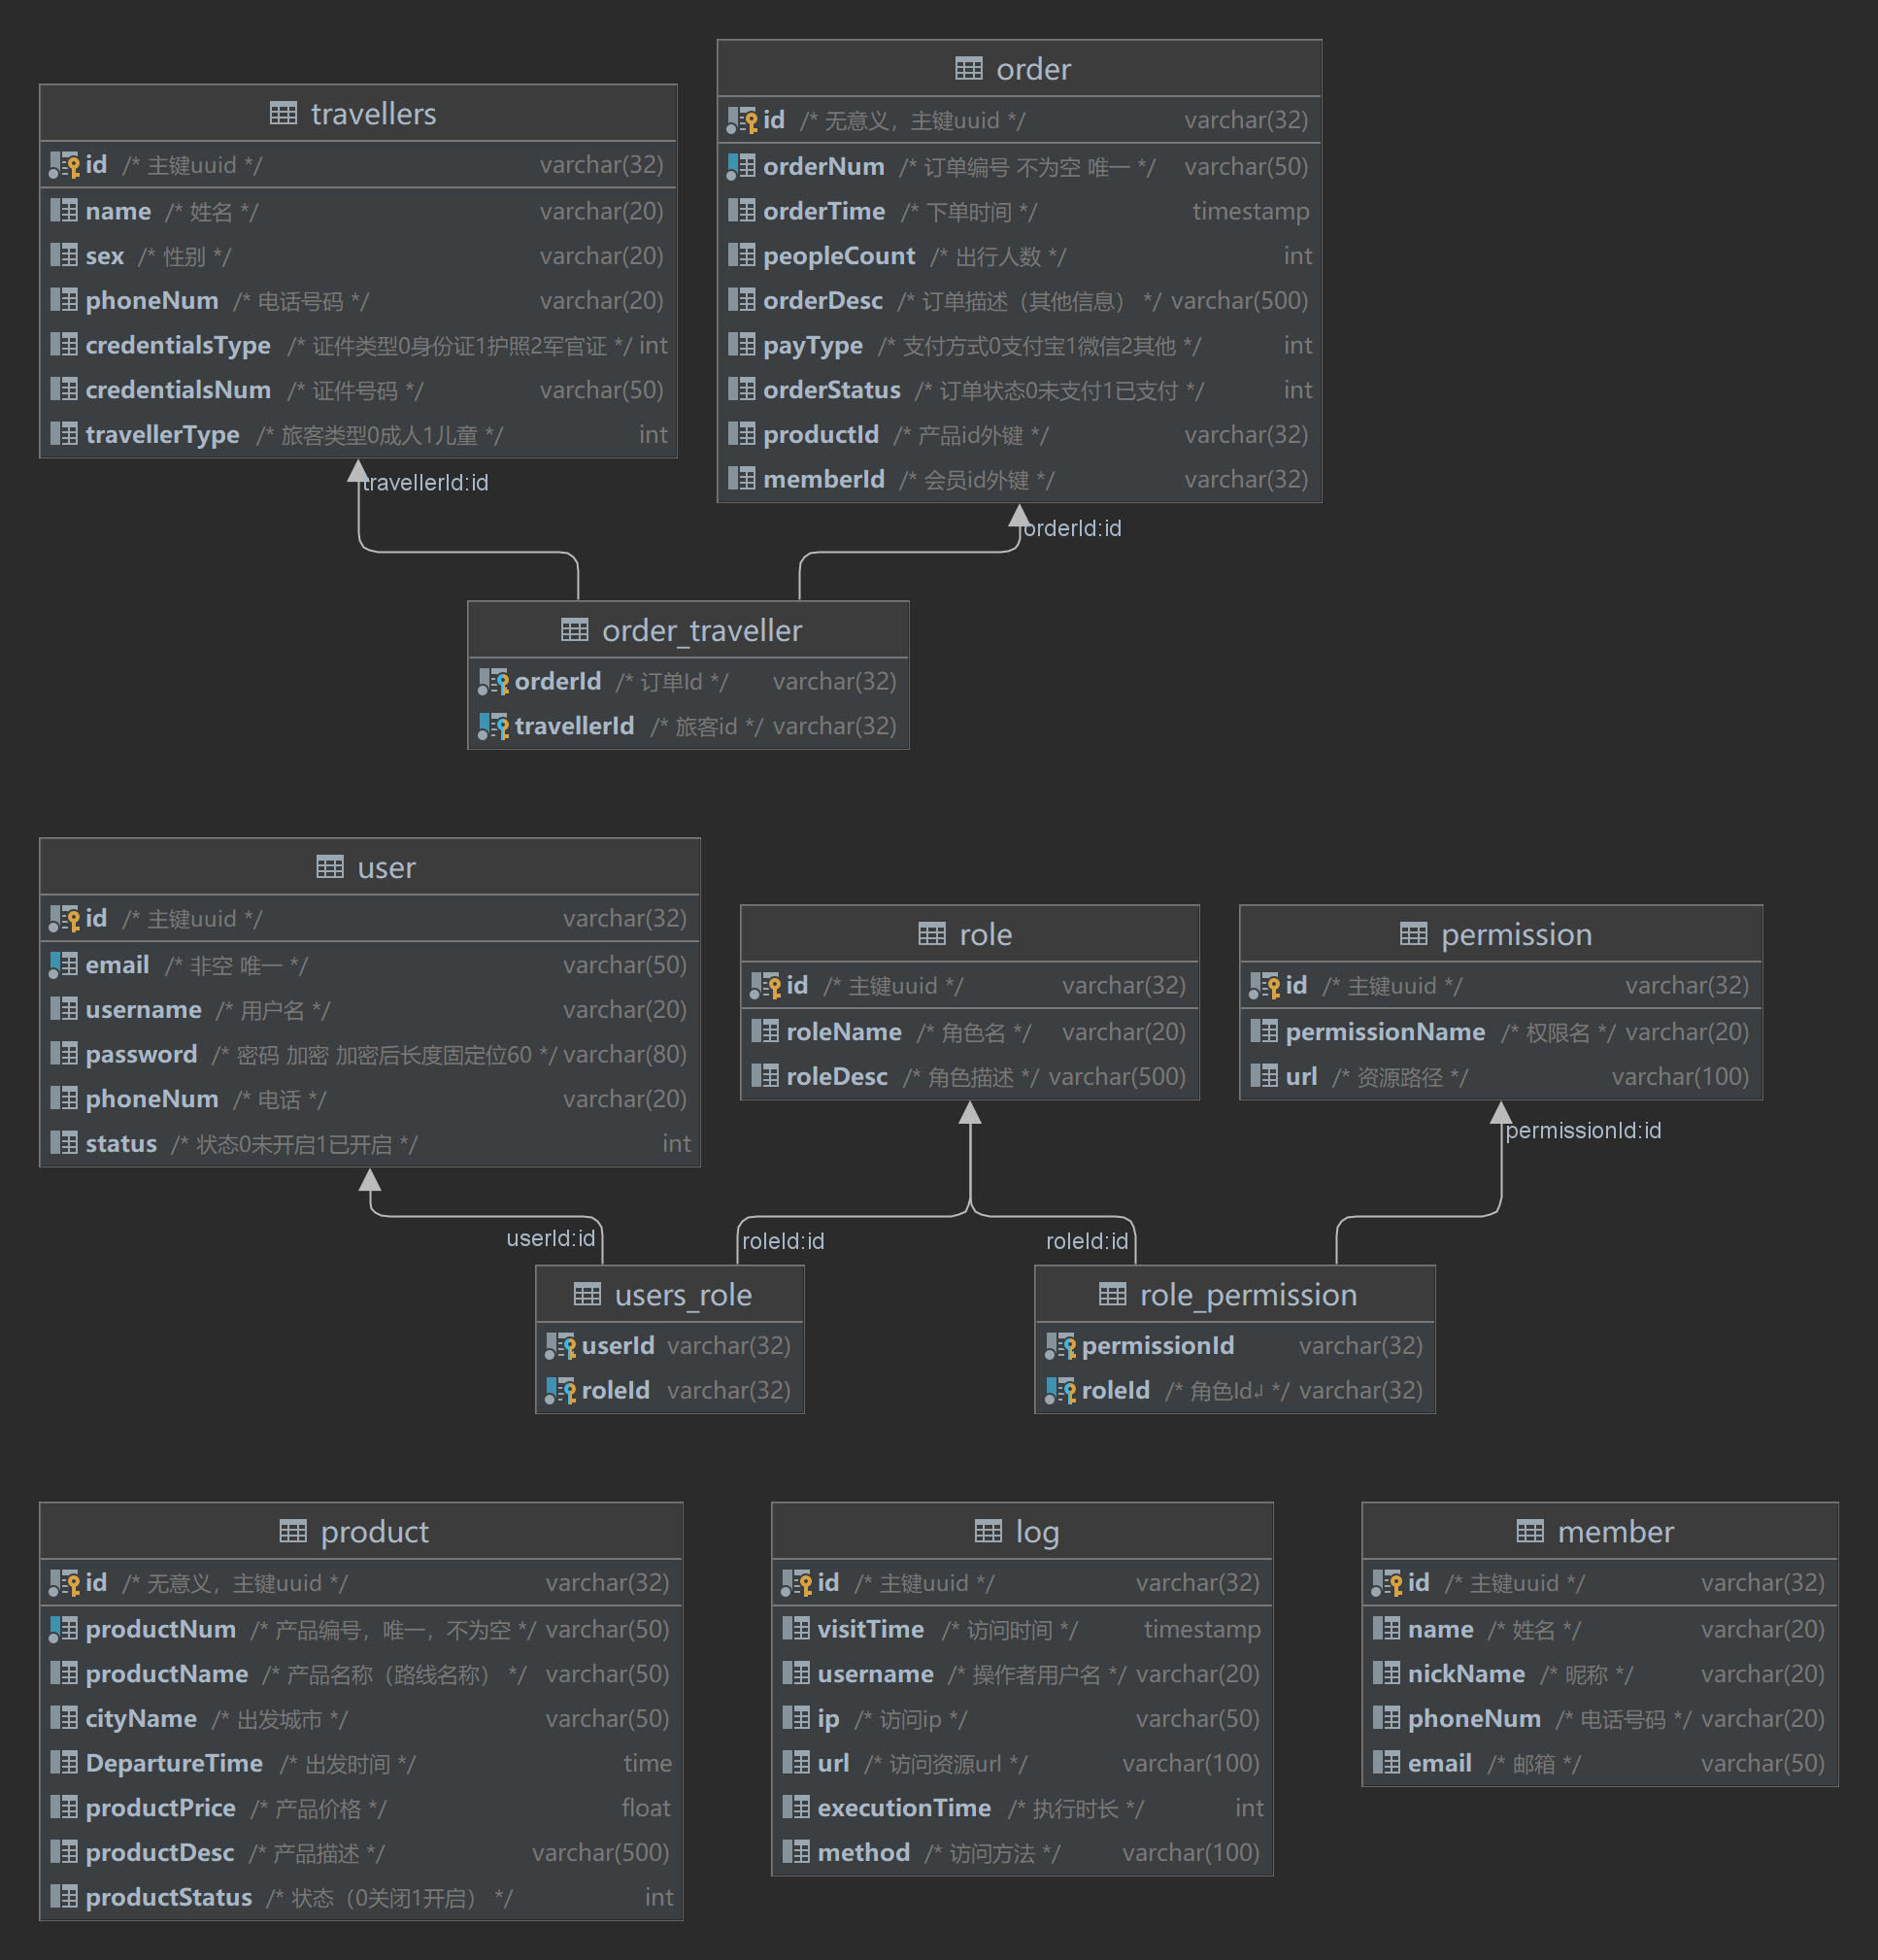 travellers
id /* 主键uuid */ varchar(32)
name /* 姓名 */ varchar(20)
sex /* 性别 */ varchar(20)
phoneNum /* 电话号码 */ varchar(20)
credentialsType /* 证件类型0身份证1护照2军官证 */ int
credentialsNum /* 证件号码 */ varchar(50)
travellerType /* 旅客类型0成人1儿童 */ int
order
id /* 无意义，主键uuid */ varchar(32)
orderNum /* 订单编号 不为空 唯一 */ varchar(50)
orderTime /* 下单时间 */ timestamp
peopleCount /* 出行人数 */ int
orderDesc /* 订单描述（其他信息） */ varchar(500)
payType /* 支付方式0支付宝1微信2其他 */ int
orderStatus /* 订单状态0未支付1已支付 */ int
productId /* 产品id外键 */ varchar(32)
memberId /* 会员id外键 */ varchar(32)
travellerId:id
orderId:id
order_traveller
orderId /* 订单Id */ varchar(32)
travellerId /* 旅客id */ varchar(32)
user
id /* 主键uuid */ varchar(32)
email /* 非空 唯一 */ varchar(50)
username /* 用户名 */ varchar(20)
password /* 密码 加密 加密后长度固定位60 */ varchar(80)
phoneNum /* 电话 */ varchar(20)
status /* 状态0未开启1已开启 */ int
role
id /* 主键uuid */ varchar(32)
roleName /* 角色名 */ varchar(20)
roleDesc /* 角色描述 */ varchar(500)
permission
id /* 主键uuid */ varchar(32)
permissionName /* 权限名 */ varchar(20)
url /* 资源路径 */ varchar(100)
permissionId:id
userId:id
roleId:id
roleId:id
users_role
userId varchar(32)
roleId varchar(32)
role_permission
permissionId varchar(32)
roleId /* 角色Id↲ */ varchar(32)
product
id /* 无意义，主键uuid */ varchar(32)
productNum /* 产品编号，唯一，不为空 */ varchar(50)
productName /* 产品名称（路线名称） */ varchar(50)
cityName /* 出发城市 */ varchar(50)
DepartureTime /* 出发时间 */ time
productPrice /* 产品价格 */ float
productDesc /* 产品描述 */ varchar(500)
productStatus /* 状态（0关闭1开启） */ int
log
id /* 主键uuid */ varchar(32)
visitTime /* 访问时间 */ timestamp
username /* 操作者用户名 */ varchar(20)
ip /* 访问ip */ varchar(50)
url /* 访问资源url */ varchar(100)
executionTime /* 执行时长 */ int
method /* 访问方法 */ varchar(100)
member
id /* 主键uuid */ varchar(32)
name /* 姓名 */ varchar(20)
nickName /* 昵称 */ varchar(20)
phoneNum /* 电话号码 */ varchar(20)
email /* 邮箱 */ varchar(50)